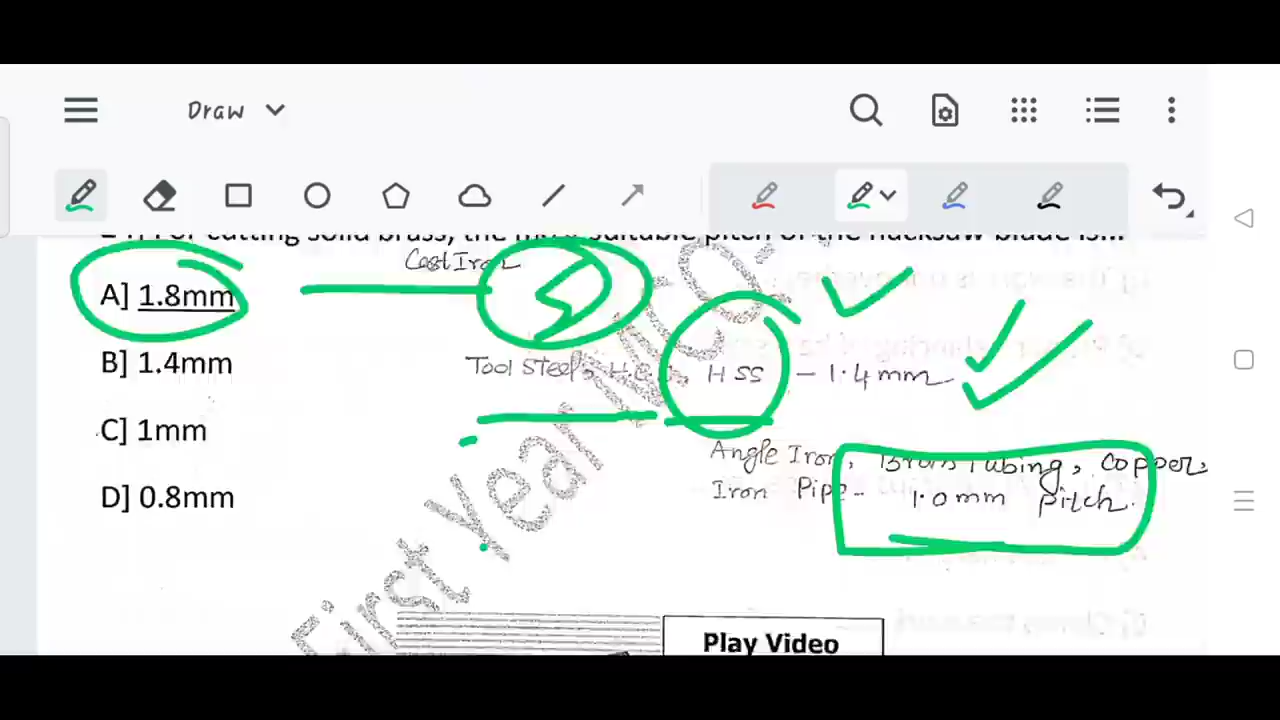 Draw
For cutting solid brass, the most suitable pitch of the hacksaw blade is...
Cast Iron
A] 1.8mm
B] 1.4mm
Tool Steel, H.C. HSS - 1.4mm
C] 1mm
Angle Iron, Brass Tubing, Copper,
Iron Pipe - 1.0mm pitch.
D] 0.8mm
First Year MCQ
Play Video